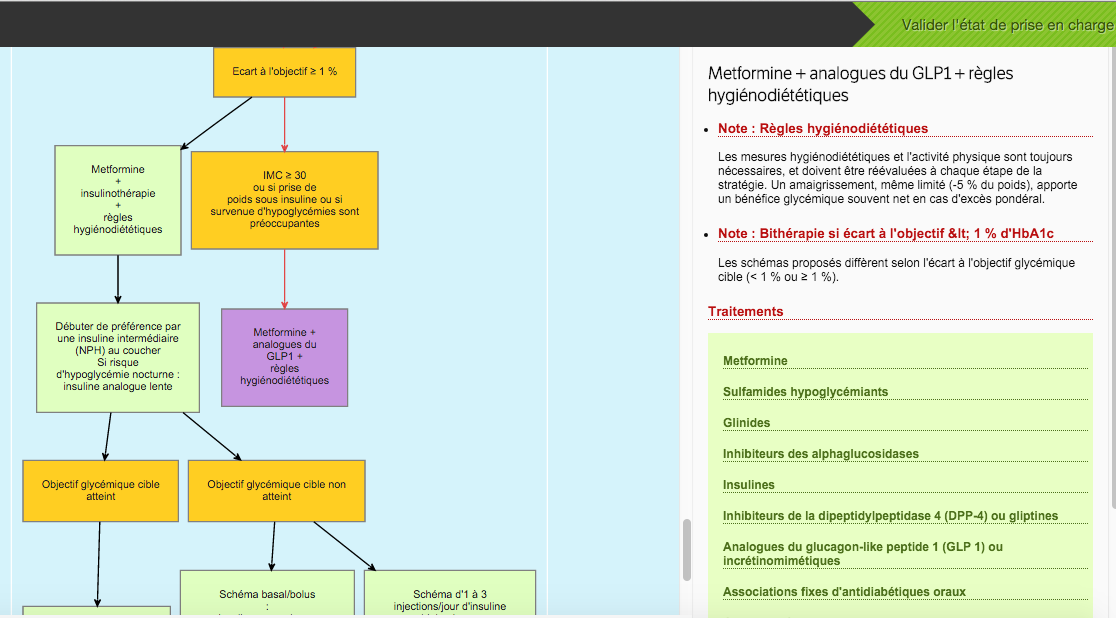 Valider l'état de prise en charge
Ecart à l'objectif ≥ 1 %
Metformine
+
insulinothérapie
+
règles
hygiénodiététiques
IMC ≥ 30
ou si prise de
poids sous insuline ou si
survenue d'hypoglycémies sont
préoccupantes
Débuter de préférence par
une insuline intermédiaire
(NPH) au coucher
Si risque
d'hypoglycémie nocturne :
insuline analogue lente
Metformine +
analogues du
GLP1 +
règles
hygiénodiététiques
Objectif glycémique cible
atteint
Objectif glycémique cible non
atteint
Schéma basal/bolus
:
Schéma d'1 à 3
injections/jour d'insuline
Metformine + analogues du GLP1 + règles
hygiénodiététiques
• Note : Règles hygiénodiététiques
Les mesures hygiénodiététiques et l'activité physique sont toujours
nécessaires, et doivent être réévaluées à chaque étape de la
stratégie. Un amaigrissement, même limité (-5 % du poids), apporte
un bénéfice glycémique souvent net en cas d'excès pondéral.
• Note : Bithérapie si écart à l'objectif &lt; 1 % d'HbA1c
Les schémas proposés diffèrent selon l'écart à l'objectif glycémique
cible (< 1 % ou ≥ 1 %).
Traitements
Metformine
Sulfamides hypoglycémiants
Glinides
Inhibiteurs des alphaglucosidases
Insulines
Inhibiteurs de la dipeptidylpeptidase 4 (DPP-4) ou gliptines
Analogues du glucagon-like peptide 1 (GLP 1) ou
incrétinomimétiques
Associations fixes d'antidiabétiques oraux